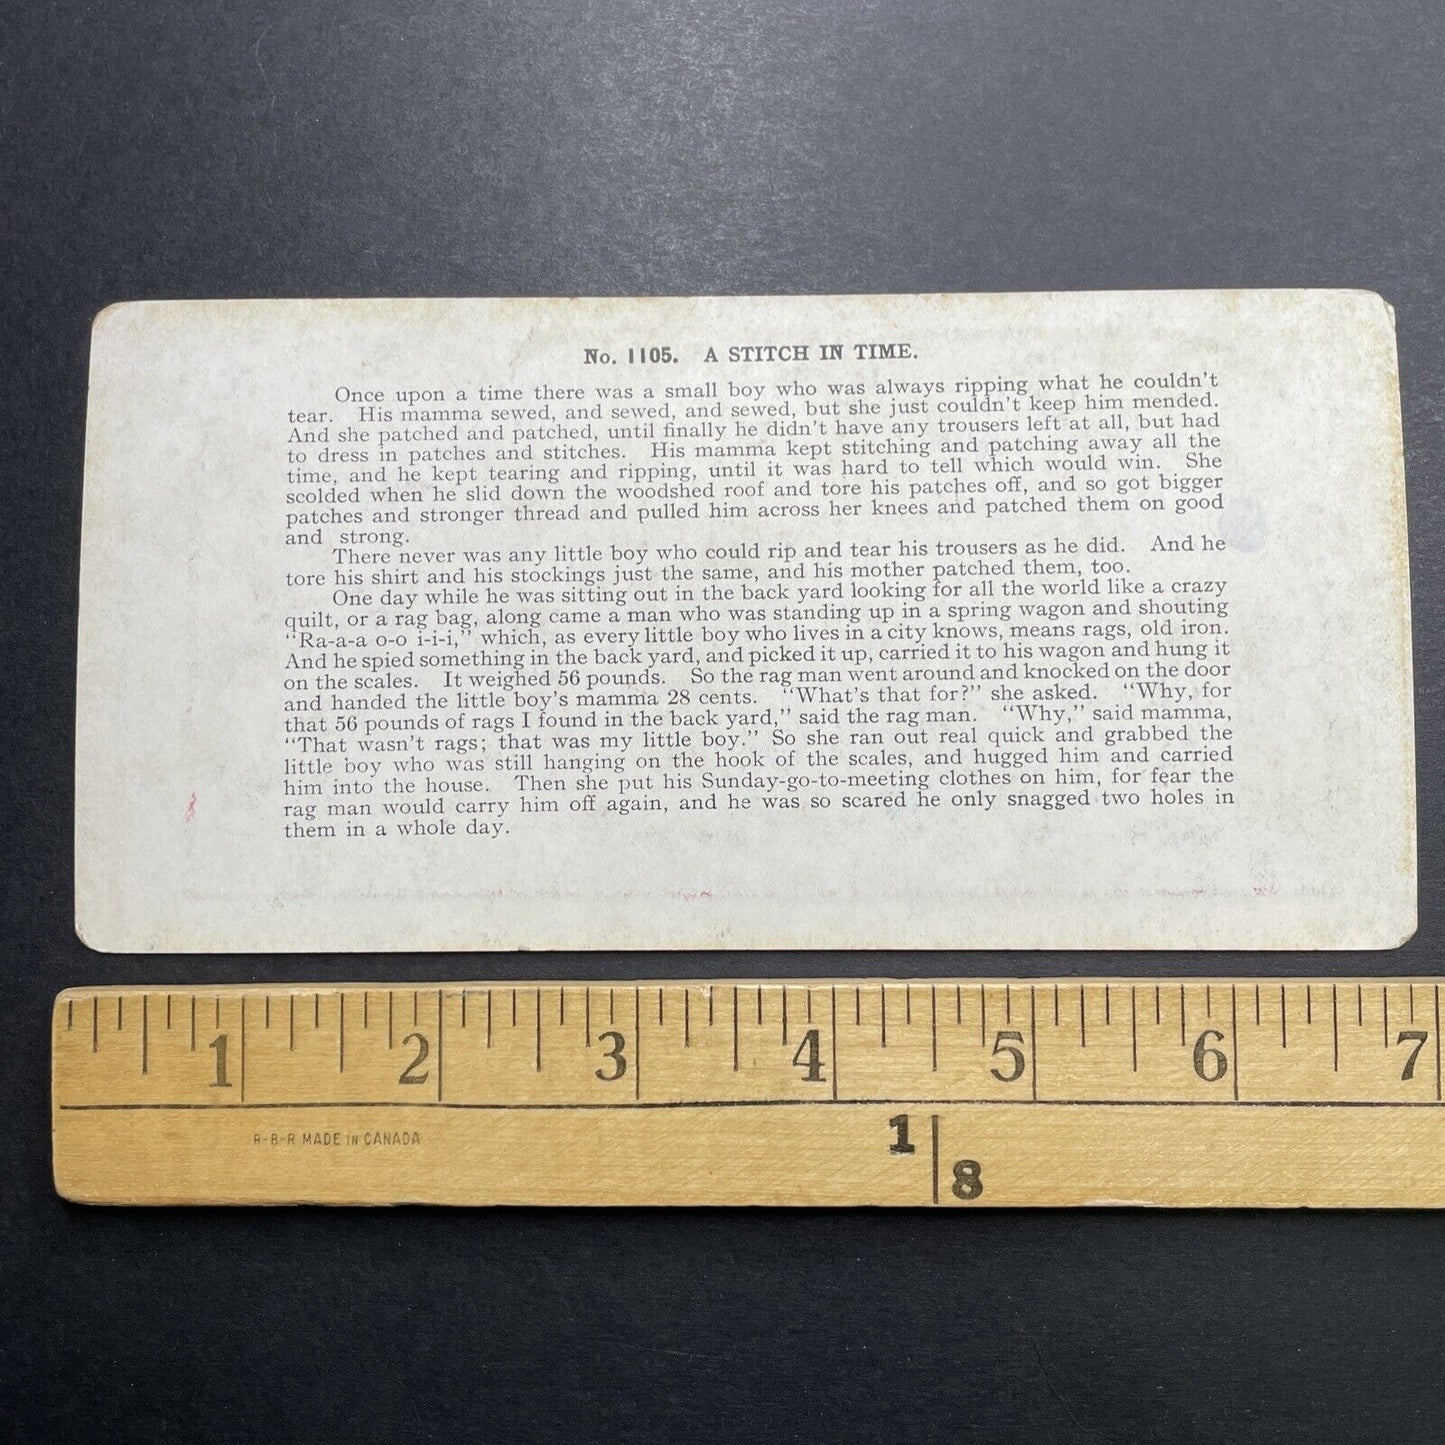 No. 1105. A STITCH IN TIME.
Once upon a time there was a small boy who was always ripping what he couldn't
tear. His mamma sewed, and sewed, and sewed, but she just couldn't keep him mended.
And she patched and patched, until finally he didn't have any trousers left at all, but had
to dress in patches and stitches. His mamma kept stitching and patching away all the
time, and he kept tearing and ripping, until it was hard to tell which would win. She
scolded when he slid down the woodshed roof and tore his patches off, and so got bigger
patches and stronger thread and pulled him across her knees and patched them on good
and strong.
There never was any little boy who could rip and tear his trousers as he did. And he
tore his shirt and his stockings just the same, and his mother patched them, too.
One day while he was sitting out in the back yard looking for all the world like a crazy
quilt, or a rag bag, along came a man who was standing up in a spring wagon and shouting
"Ra-a-a o-o i-i-i," which, as every little boy who lives in a city knows, means rags, old iron.
And he spied something in the back yard, and picked it up, carried it to his wagon and hung it
on the scales. It weighed 56 pounds. So the rag man went around and knocked on the door
and handed the little boy's mamma 28 cents. "What's that for?" she asked. "Why, for
that 56 pounds of rags I found in the back yard," said the rag man. "Why," said mamma,
"That wasn't rags; that was my little boy." So she ran out real quick and grabbed the
little boy who was still hanging on the hook of the scales, and hugged him and carried
him into the house. Then she put his Sunday-go-to-meeting clothes on him, for fear the
rag man would carry him off again, and he was so scared he only snagged two holes in
them in a whole day.
1 2 3 4 5 6 7
R-B-R MADE IN CANADA
1
8